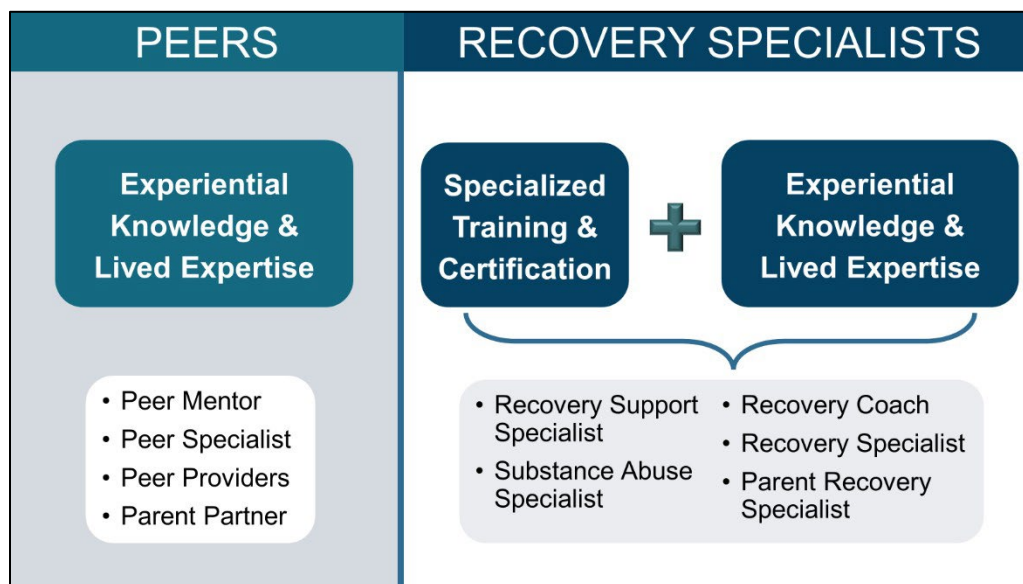 PEERS
Experiential
Knowledge &
Lived Expertise
• Peer Mentor
• Peer Specialist
• Peer Providers
• Parent Partner
RECOVERY SPECIALISTS
Specialized
Training &
Certification
+
Experiential
Knowledge &
Lived Expertise
• Recovery Support
Specialist
• Substance Abuse
Specialist
• Recovery Coach
• Recovery Specialist
• Parent Recovery
Specialist